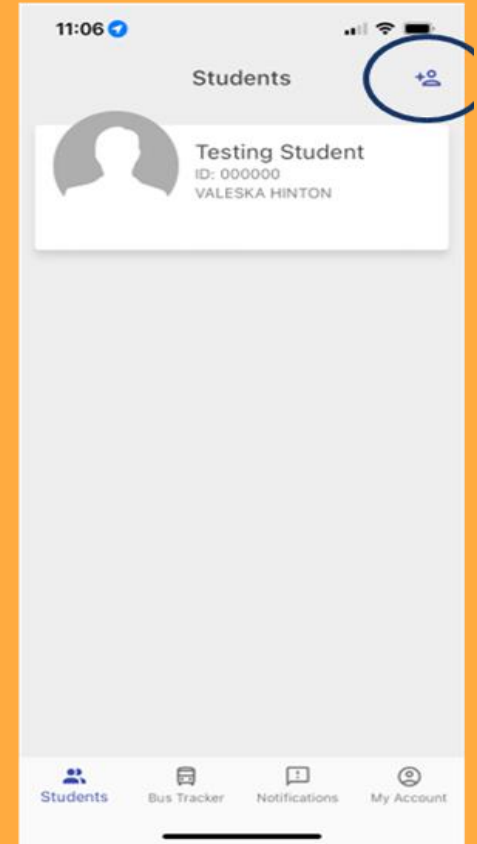 11:06
Students
Testing Student
ID: 000000
VALESKA HINTON
Students
Bus Tracker
Notifications
My Account